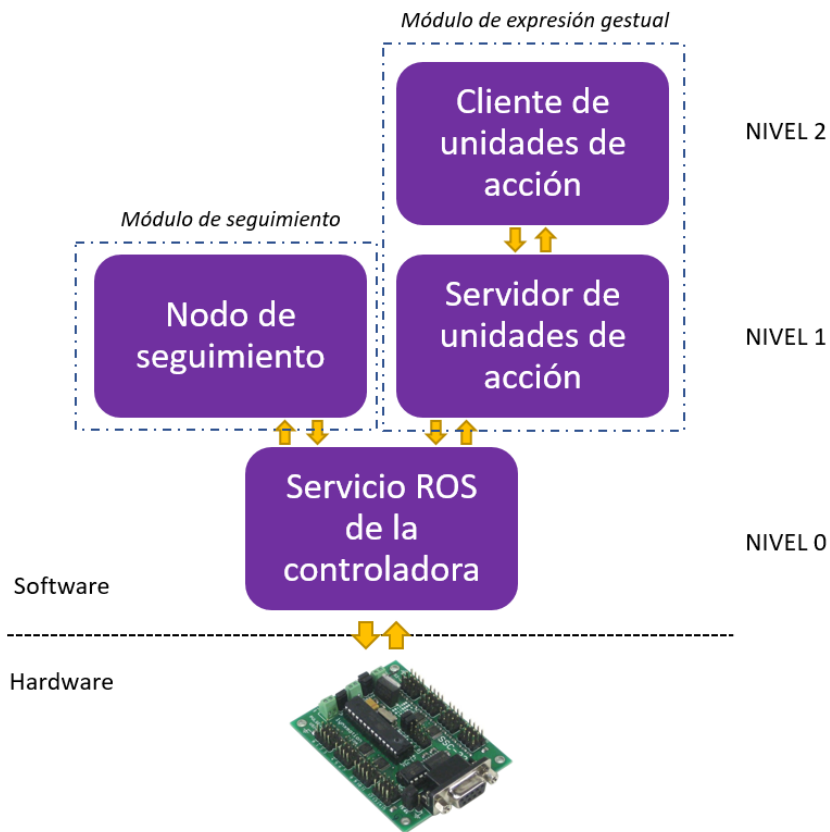 Módulo de expresión gestual
Cliente de
unidades de
acción
NIVEL 2
Módulo de seguimiento
Nodo de
seguimiento
Servidor de
unidades de
acción
NIVEL 1
Servicio ROS
de la
controladora
NIVEL 0
Software
Hardware